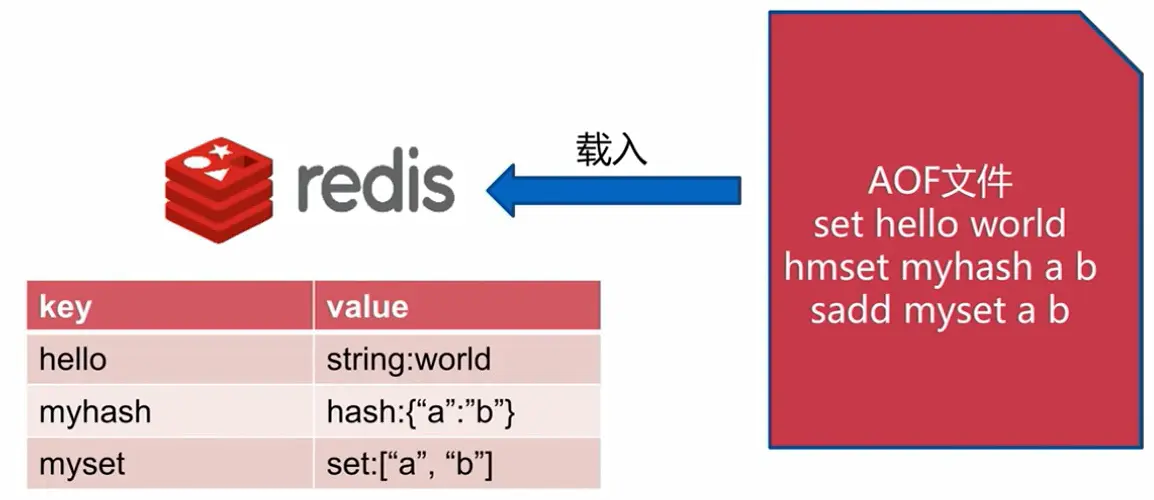 载入
redis
AOF文件
set hello world
hmset myhash a b
sadd myset a b
key value
hello string:world
myhash hash:{“a”:”b”}
myset set:[“a”, “b”]